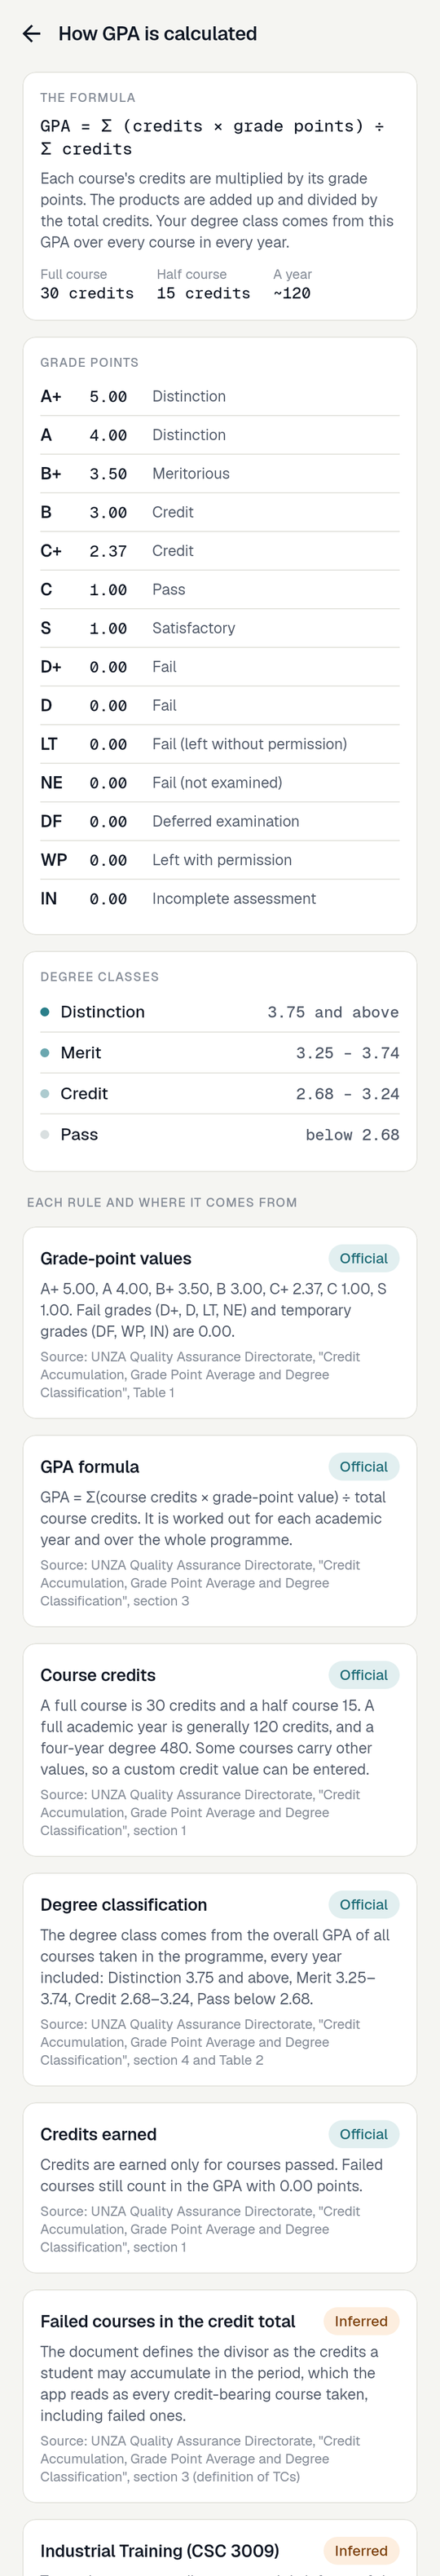 How GPA is calculated
THE FORMULA
GPA = Σ (credits × grade points) ÷
Σ credits
Each course's credits are multiplied by its grade
points. The products are added up and divided by
the total credits. Your degree class comes from this
GPA over every course in every year.
Full course Half course A year
30 credits 15 credits ~120
GRADE POINTS
A+ 5.00 Distinction
A 4.00 Distinction
B+ 3.50 Meritorious
B 3.00 Credit
C+ 2.37 Credit
C 1.00 Pass
S 1.00 Satisfactory
D+ 0.00 Fail
D 0.00 Fail
LT 0.00 Fail (left without permission)
NE 0.00 Fail (not examined)
DF 0.00 Deferred examination
WP 0.00 Left with permission
IN 0.00 Incomplete assessment
DEGREE CLASSES
Distinction 3.75 and above
Merit 3.25 – 3.74
Credit 2.68 – 3.24
Pass below 2.68
EACH RULE AND WHERE IT COMES FROM
Grade-point values Official
A+ 5.00, A 4.00, B+ 3.50, B 3.00, C+ 2.37, C 1.00, S
1.00. Fail grades (D+, D, LT, NE) and temporary
grades (DF, WP, IN) are 0.00.
Source: UNZA Quality Assurance Directorate, "Credit
Accumulation, Grade Point Average and Degree
Classification", Table 1
GPA formula Official
GPA = Σ(course credits × grade-point value) ÷ total
course credits. It is worked out for each academic
year and over the whole programme.
Source: UNZA Quality Assurance Directorate, "Credit
Accumulation, Grade Point Average and Degree
Classification", section 3
Course credits Official
A full course is 30 credits and a half course 15. A
full academic year is generally 120 credits, and a
four-year degree 480. Some courses carry other
values, so a custom credit value can be entered.
Source: UNZA Quality Assurance Directorate, "Credit
Accumulation, Grade Point Average and Degree
Classification", section 1
Degree classification Official
The degree class comes from the overall GPA of all
courses taken in the programme, every year
included: Distinction 3.75 and above, Merit 3.25–
3.74, Credit 2.68–3.24, Pass below 2.68.
Source: UNZA Quality Assurance Directorate, "Credit
Accumulation, Grade Point Average and Degree
Classification", section 4 and Table 2
Credits earned Official
Credits are earned only for courses passed. Failed
courses still count in the GPA with 0.00 points.
Source: UNZA Quality Assurance Directorate, "Credit
Accumulation, Grade Point Average and Degree
Classification", section 1
Failed courses in the credit total Inferred
The document defines the divisor as the credits a
student may accumulate in the period, which the
app reads as every credit-bearing course taken,
including failed ones.
Source: UNZA Quality Assurance Directorate, "Credit
Accumulation, Grade Point Average and Degree
Classification", section 3 (definition of TCs)
Industrial Training (CSC 3009) Inferred